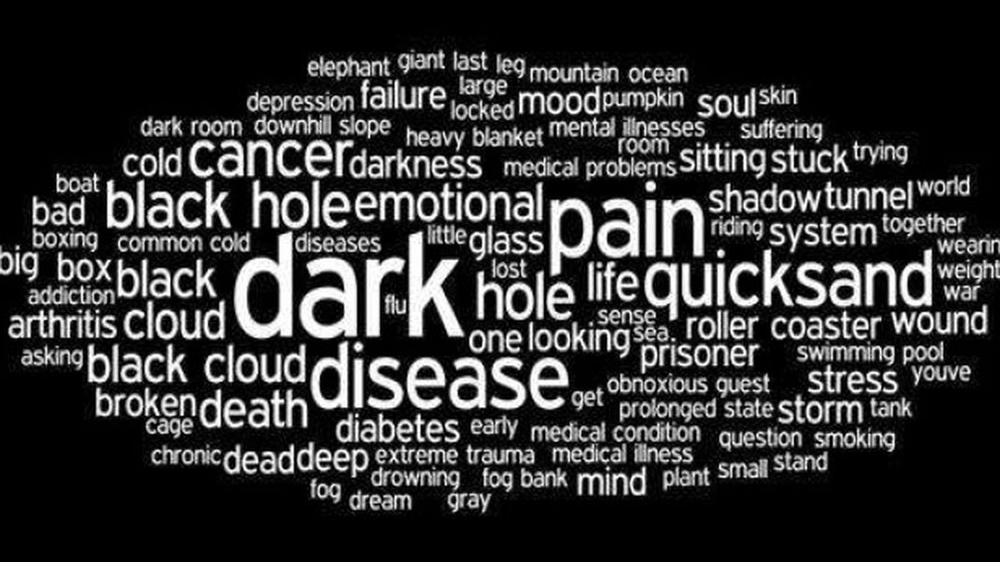 elephant giant last leg mountain ocean
depression failure large locked mood pumpkin soul skin
dark room downhill slope heavy blanket mental illnesses suffering
cold cancer darkness medical problems room sitting stuck trying
boat bad black hole emotional pain shadow tunnel world
boxing common cold diseases little glass riding system together
big box black dark flu lost hole life quicksand wearin weight war
addiction
arthritis cloud sense roller coaster wound
one looking sea prisoner swimming pool
asking black cloud disease get obnoxious guest stress youve
broken death prolonged state storm tank
cage diabetes early medical condition question smoking
chronic dead deep extreme trauma medical illness small stand
drowning fog bank mind plant
fog dream gray